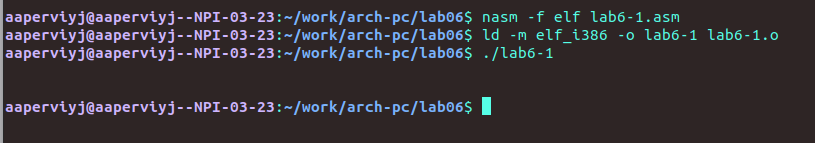 aaperviyj@aaperviyj--NPI-03-23:~/work/arch-pc/lab06$ nasm -f elf lab6-1.asm
aaperviyj@aaperviyj--NPI-03-23:~/work/arch-pc/lab06$ ld -m elf_i386 -o lab6-1 lab6-1.o
aaperviyj@aaperviyj--NPI-03-23:~/work/arch-pc/lab06$ ./lab6-1
aaperviyj@aaperviyj--NPI-03-23:~/work/arch-pc/lab06$